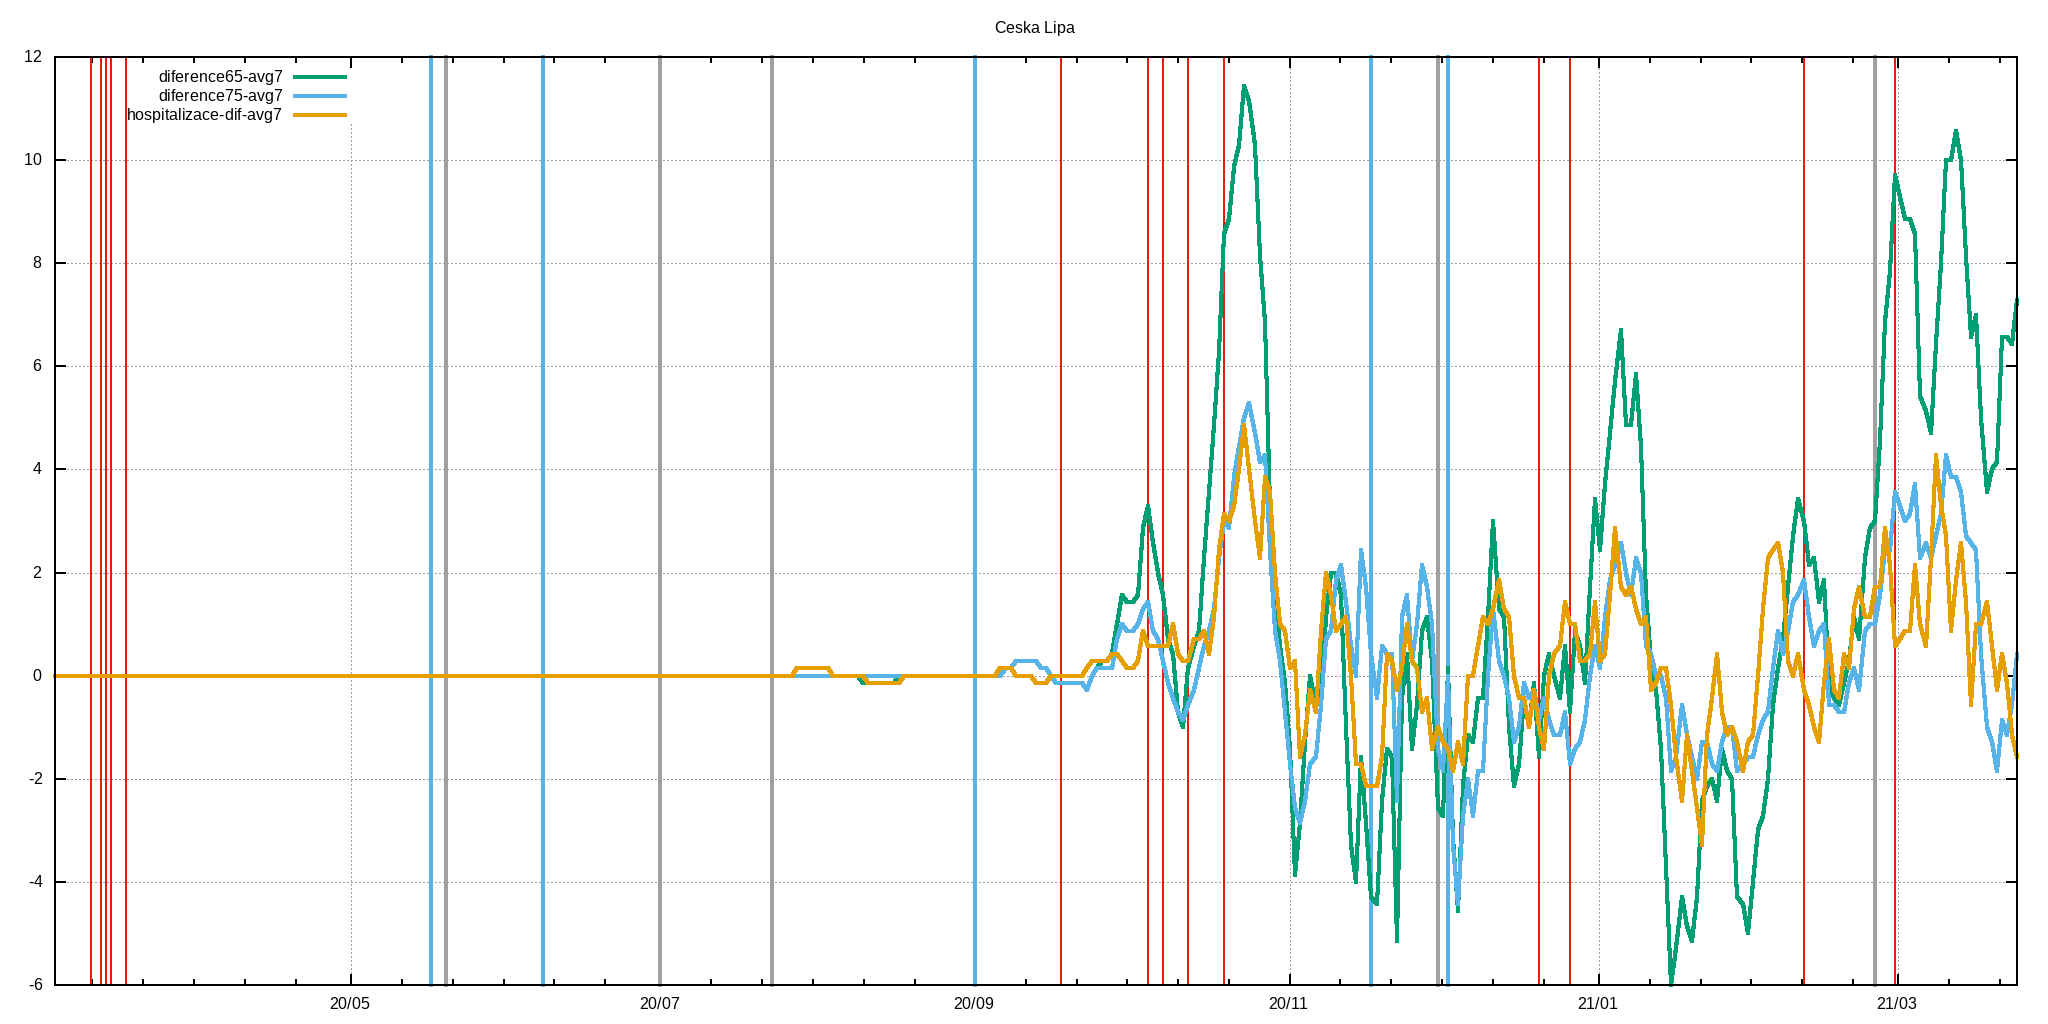 Ceska Lipa
12
10
8
6
4
2
0
-2
-4
-6
diference65-avg7
diference75-avg7
hospitalizace-dif-avg7
20/05 20/07 20/09 20/11 21/01 21/03